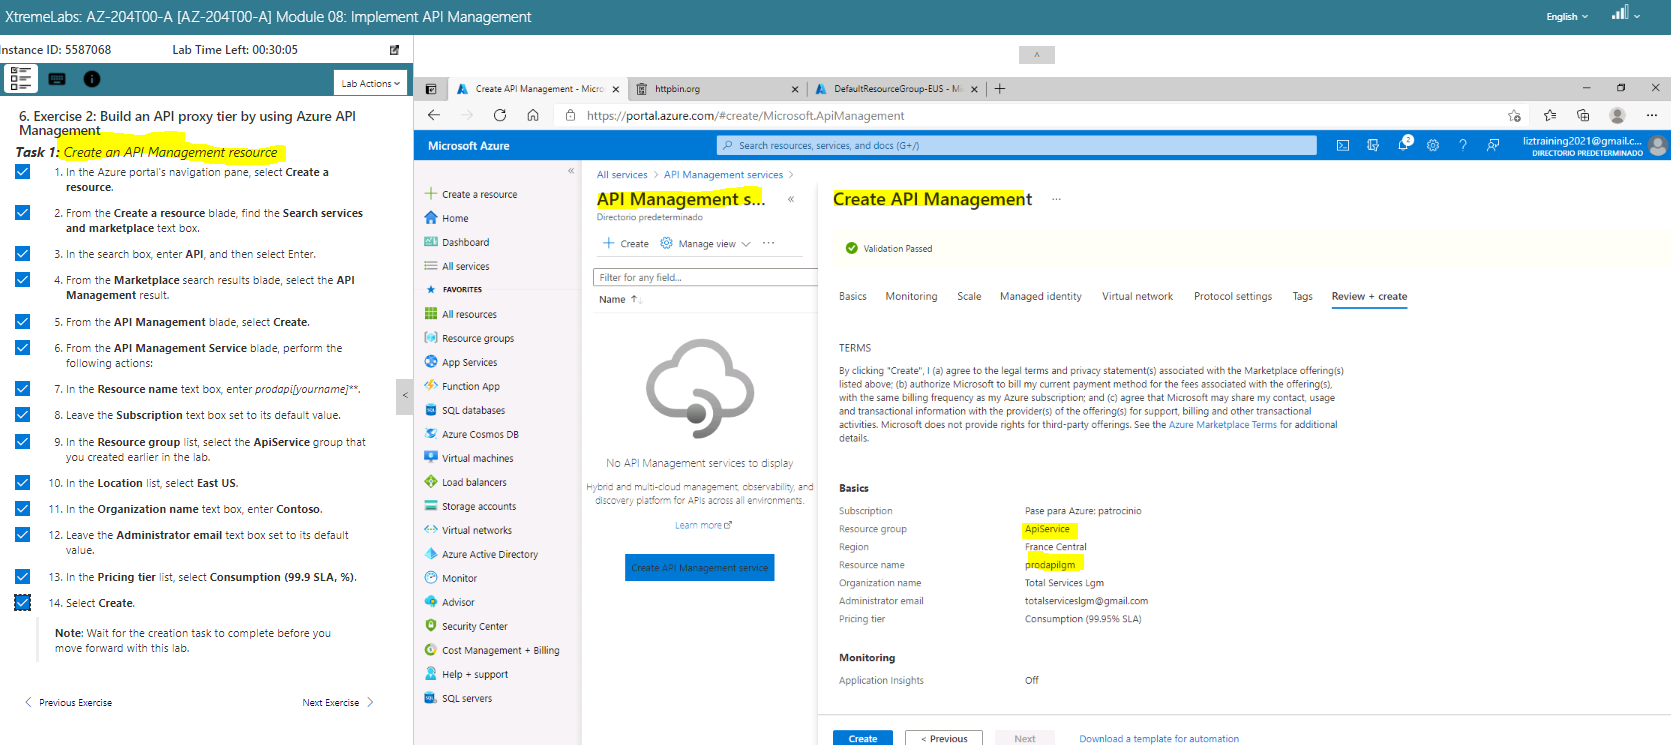 XtremeLabs: AZ-204T00-A [AZ-204T00-A] Module 08: Implement API Management
English
nstance ID: 5587068
Lab Time Left: 00:30:05
Lab Actions
6. Exercise 2: Build an API proxy tier by using Azure API
Management
Task 1: Create an API Management resource
1. In the Azure portal's navigation pane, select Create a
resource.
2. From the Create a resource blade, find the Search services
and marketplace text box.
3. In the search box, enter API, and then select Enter.
4. From the Marketplace search results blade, select the API
Management result.
5. From the API Management blade, select Create.
6. From the API Management Service blade, perform the
following actions:
7. In the Resource name text box, enter prodapi[yourname]**.
8. Leave the Subscription text box set to its default value.
9. In the Resource group list, select the ApiService group that
you created earlier in the lab.
10. In the Location list, select East US.
11. In the Organization name text box, enter Contoso.
12. Leave the Administrator email text box set to its default
value.
13. In the Pricing tier list, select Consumption (99.9 SLA, %).
14. Select Create.
Note: Wait for the creation task to complete before you
move forward with this lab.
< Previous Exercise
Next Exercise >
Create API Management - Micro
httpbin.org
DefaultResourceGroup-EUS - Mi
https://portal.azure.com/#create/Microsoft.ApiManagement
Microsoft Azure
Search resources, services, and docs (G+/)
2
liztraining2021@gmail.c...
DIRECTORIO PREDETERMINADO
Create a resource
Home
Dashboard
All services
FAVORITES
All resources
Resource groups
App Services
Function App
SQL databases
Azure Cosmos DB
Virtual machines
Load balancers
Storage accounts
Virtual networks
Azure Active Directory
Monitor
Advisor
Security Center
Cost Management + Billing
Help + support
SQL servers
All services > API Management services >
API Management s...
Directorio predeterminado
+ Create
Manage view
Filter for any field...
Name ↑↓
No API Management services to display
Hybrid and multi-cloud management, observability, and
discovery platform for APIs across all environments.
Learn more
Create API Management service
Create API Management ...
Validation Passed
Basics Monitoring Scale Managed identity Virtual network Protocol settings Tags Review + create
TERMS
By clicking "Create", I (a) agree to the legal terms and privacy statement(s) associated with the Marketplace offering(s)
listed above; (b) authorize Microsoft to bill my current payment method for the fees associated with the offering(s),
with the same billing frequency as my Azure subscription; and (c) agree that Microsoft may share my contact, usage
and transactional information with the provider(s) of the offering(s) for support, billing and other transactional
activities. Microsoft does not provide rights for third-party offerings. See the Azure Marketplace Terms for additional
details.
Basics
Subscription Pase para Azure: patrocinio
Resource group ApiService
Region France Central
Resource name prodapilgm
Organization name Total Services Lgm
Administrator email totalserviceslgm@gmail.com
Pricing tier Consumption (99.95% SLA)
Monitoring
Application Insights Off
Create
< Previous
Next
Download a template for automation